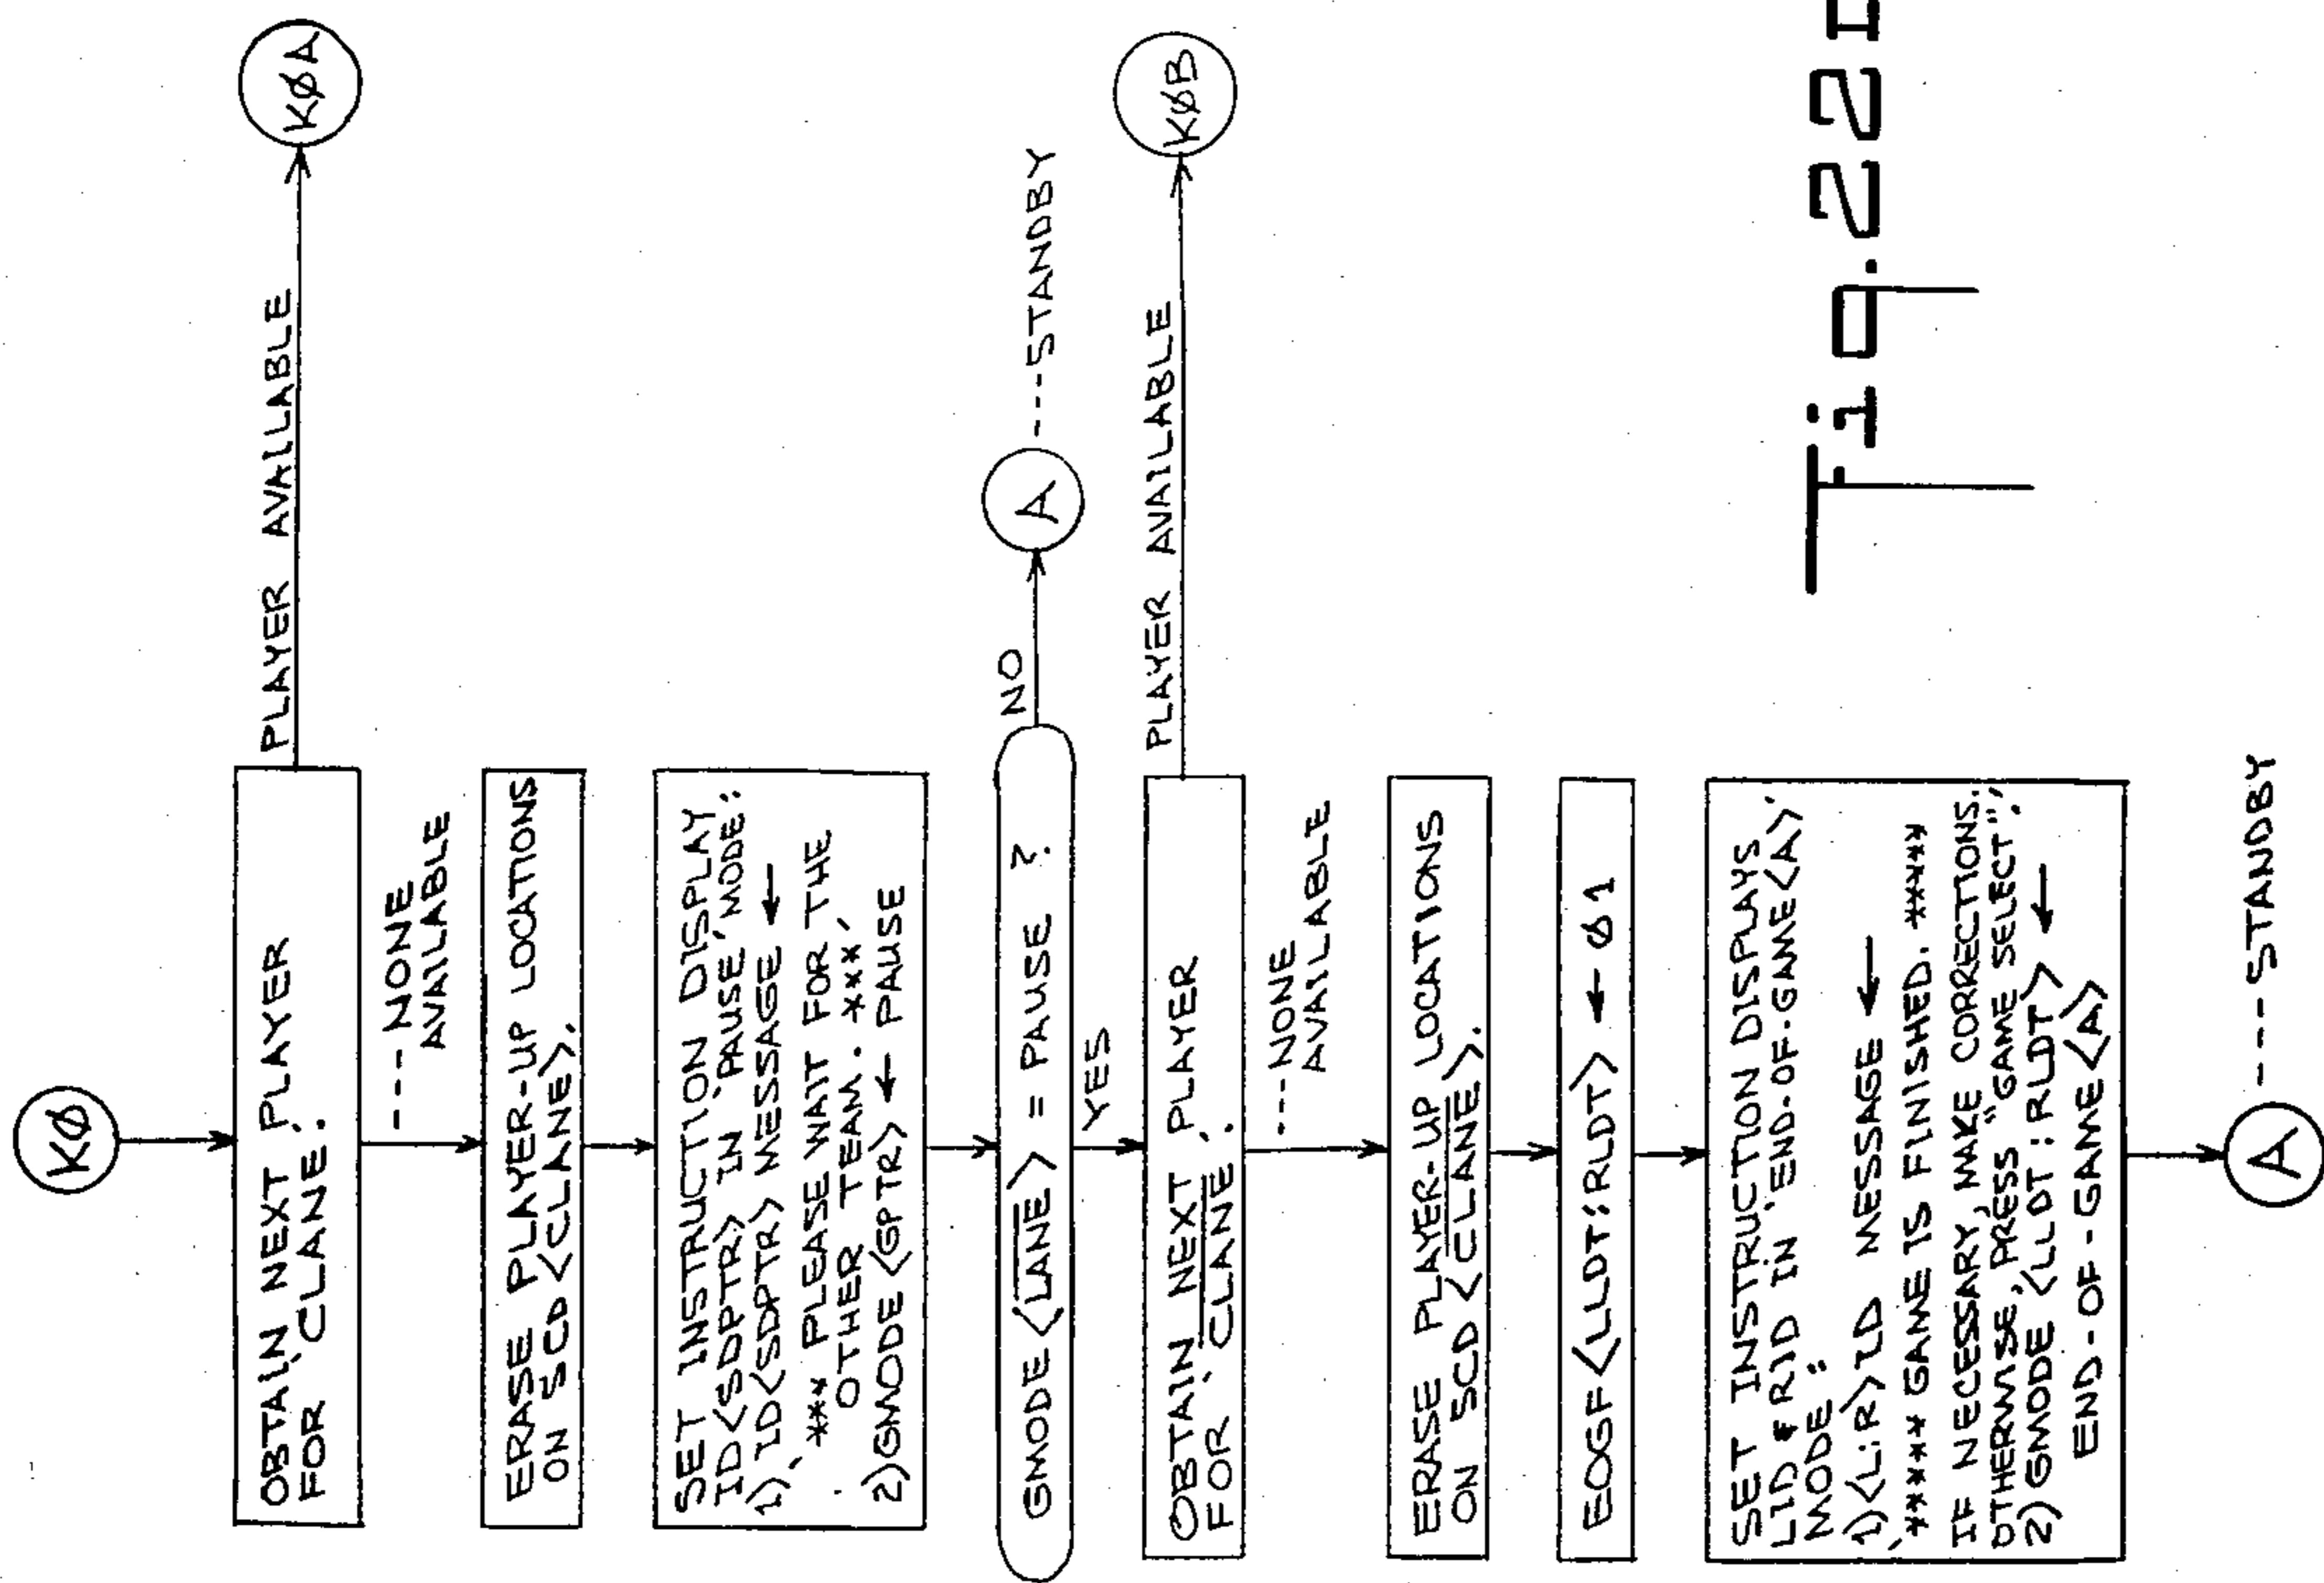 KØ
OBTAIN NEXT PLAYER
FOR 'CLANE'.
PLAYER AVAILABLE
KØA
---NONE
AVAILABLE
ERASE PLAYER-UP LOCATIONS
ON SCD<CLANE>.
SET INSTRUCTION DISPLAY
ID<SDPTR> IN 'PAUSE' MODE:
1) ID<SDPTR> MESSAGE ←
'*** PLEASE WAIT FOR THE
OTHER TEAM. ***'
2) GMODE<GPTR> ← PAUSE
GMODE<L̅A̅N̅E̅> = PAUSE ?
NO
A ----STANDBY
YES
OBTAIN NEXT PLAYER
FOR 'C̅L̅A̅N̅E̅'.
PLAYER AVAILABLE
KØB
---NONE
AVAILABLE
ERASE PLAYER-UP LOCATIONS
ON SCD<C̅L̅A̅N̅E̅>.
EOGF<LLDT:RLDT> ← Ø1
SET INSTRUCTION DISPLAYS
LID & RID IN 'END-OF-GAME<A>'
MODE:
1) <L:R>ID MESSAGE ←
'**** GAME IS FINISHED. ****
IF NECESSARY, MAKE CORRECTIONS.
OTHERWISE, PRESS "GAME SELECT".'
2) GMODE<LLDT:RLDT> ←
END-OF-GAME<A>
A ----STANDBY
Fig. 22I